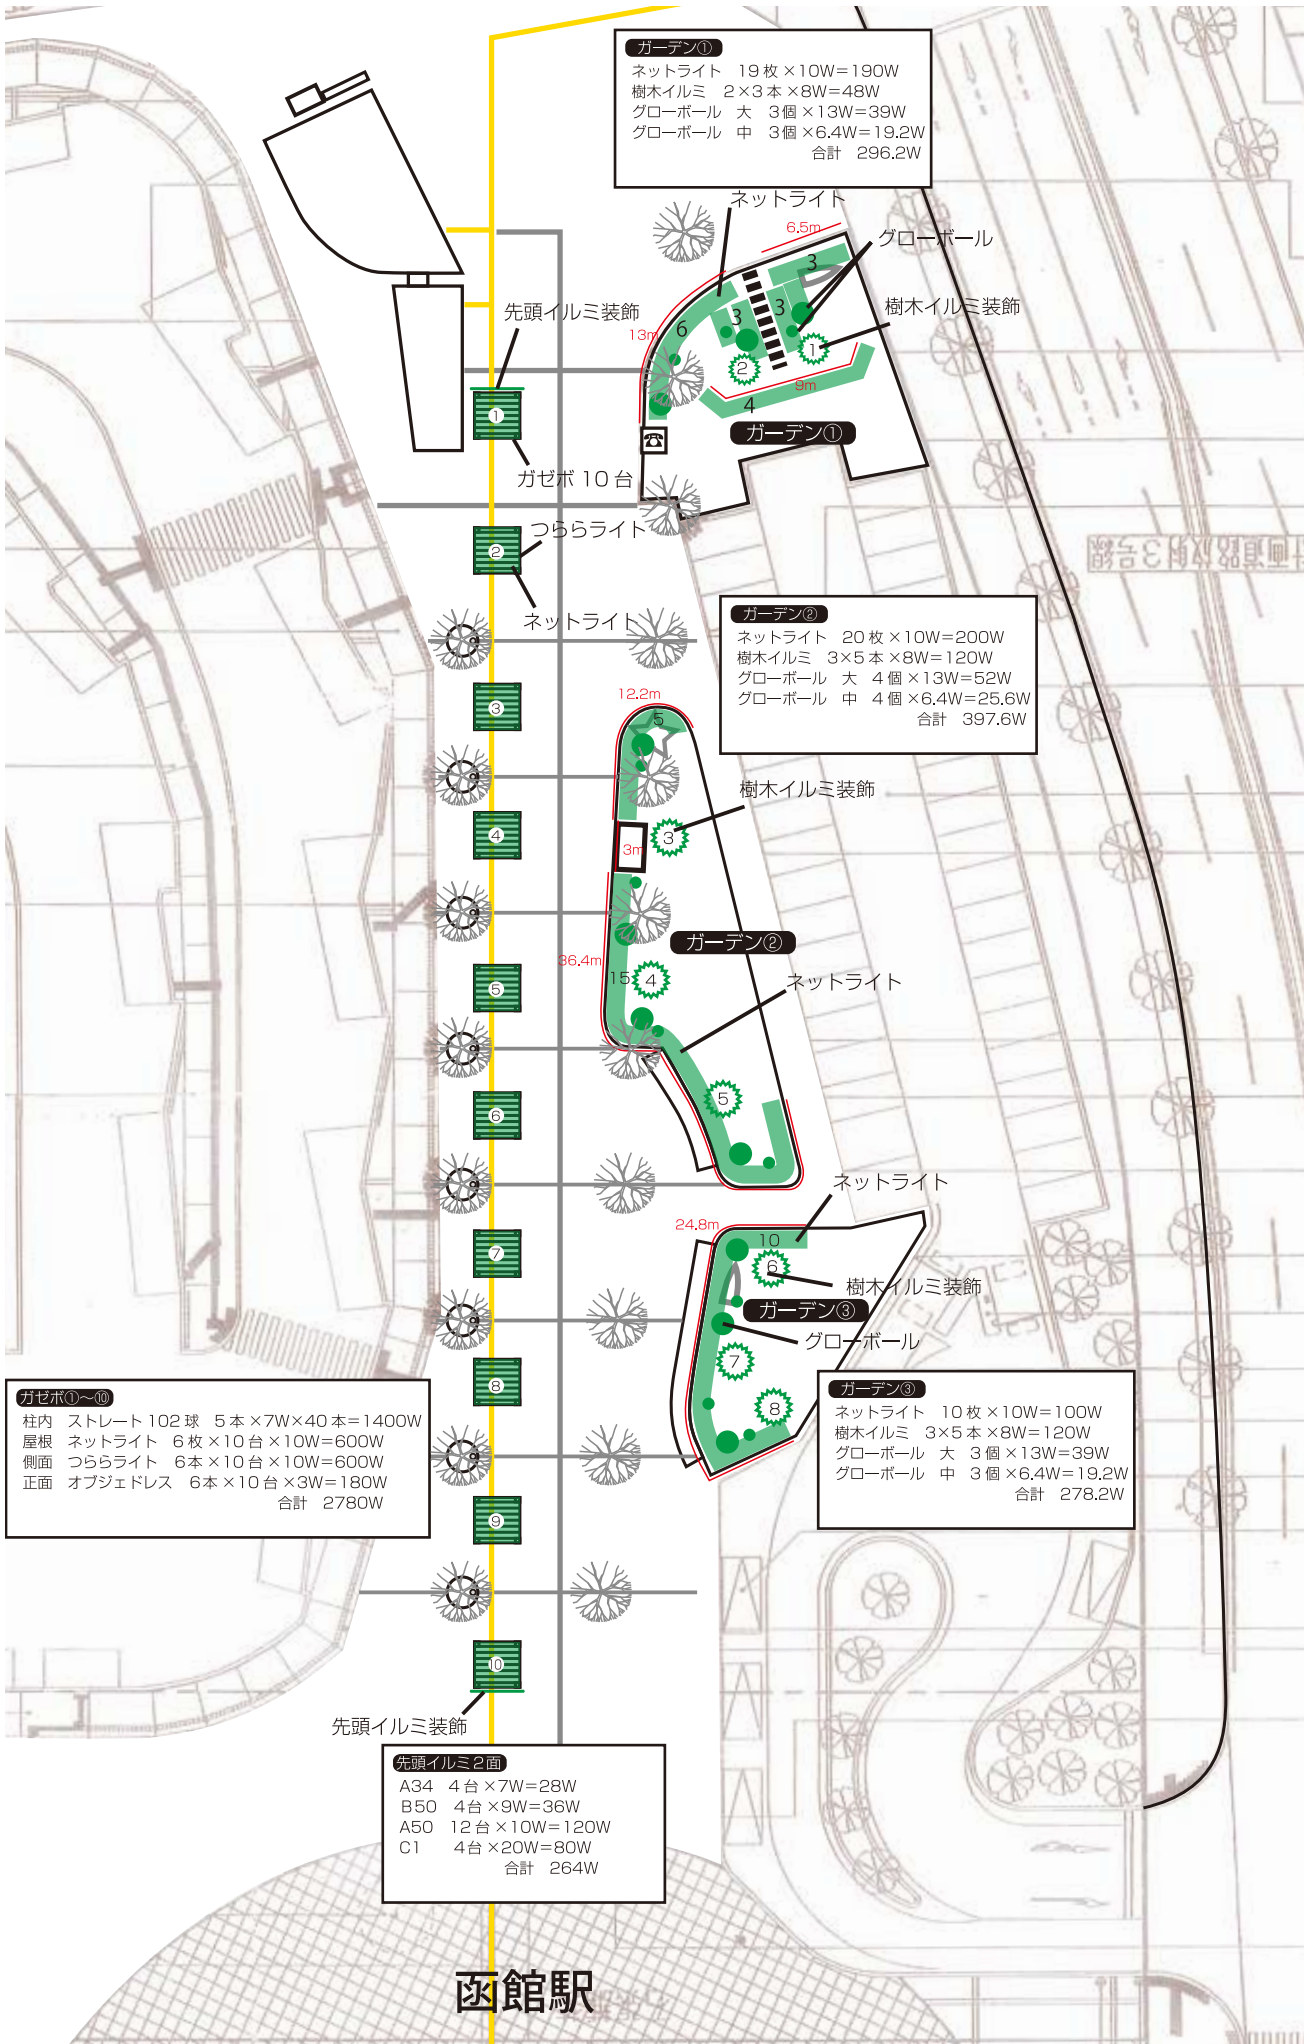 ガーデン①
ネットライト 19枚×10W=190W
樹木イルミ 2×3本×8W=48W
グローボール 大 3個×13W=39W
グローボール 中 3個×6.4W=19.2W
合計 296.2W
ネットライト
6.5m
グローボール
3
先頭イルミ装飾
樹木イルミ装飾
13m
6
3
3
1
2
9m
4
①
ガーデン①
ガゼボ10台
つららライト
②
ネットライト
計画道路放射3号線
ガーデン②
ネットライト 20枚×10W=200W
樹木イルミ 3×5本×8W=120W
グローボール 大 4個×13W=52W
グローボール 中 4個×6.4W=25.6W
合計 397.6W
12.2m
③
5
樹木イルミ装飾
④
3m
3
ガーデン②
36.4m
15
4
ネットライト
⑤
⑥
5
ネットライト
24.8m
10
⑦
6
樹木イルミ装飾
ガーデン③
グローボール
7
⑧
8
ガゼボ①〜⑩
柱内 ストレート102球 5本×7W×40本=1400W
屋根 ネットライト 6枚×10台×10W=600W
側面 つららライト 6本×10台×10W=600W
正面 オブジェドレス 6本×10台×3W=180W
合計 2780W
ガーデン③
ネットライト 10枚×10W=100W
樹木イルミ 3×5本×8W=120W
グローボール 大 3個×13W=39W
グローボール 中 3個×6.4W=19.2W
合計 278.2W
⑨
⑩
先頭イルミ装飾
先頭イルミ2面
A34 4台×7W=28W
B50 4台×9W=36W
A50 12台×10W=120W
C1 4台×20W=80W
合計 264W
函館駅